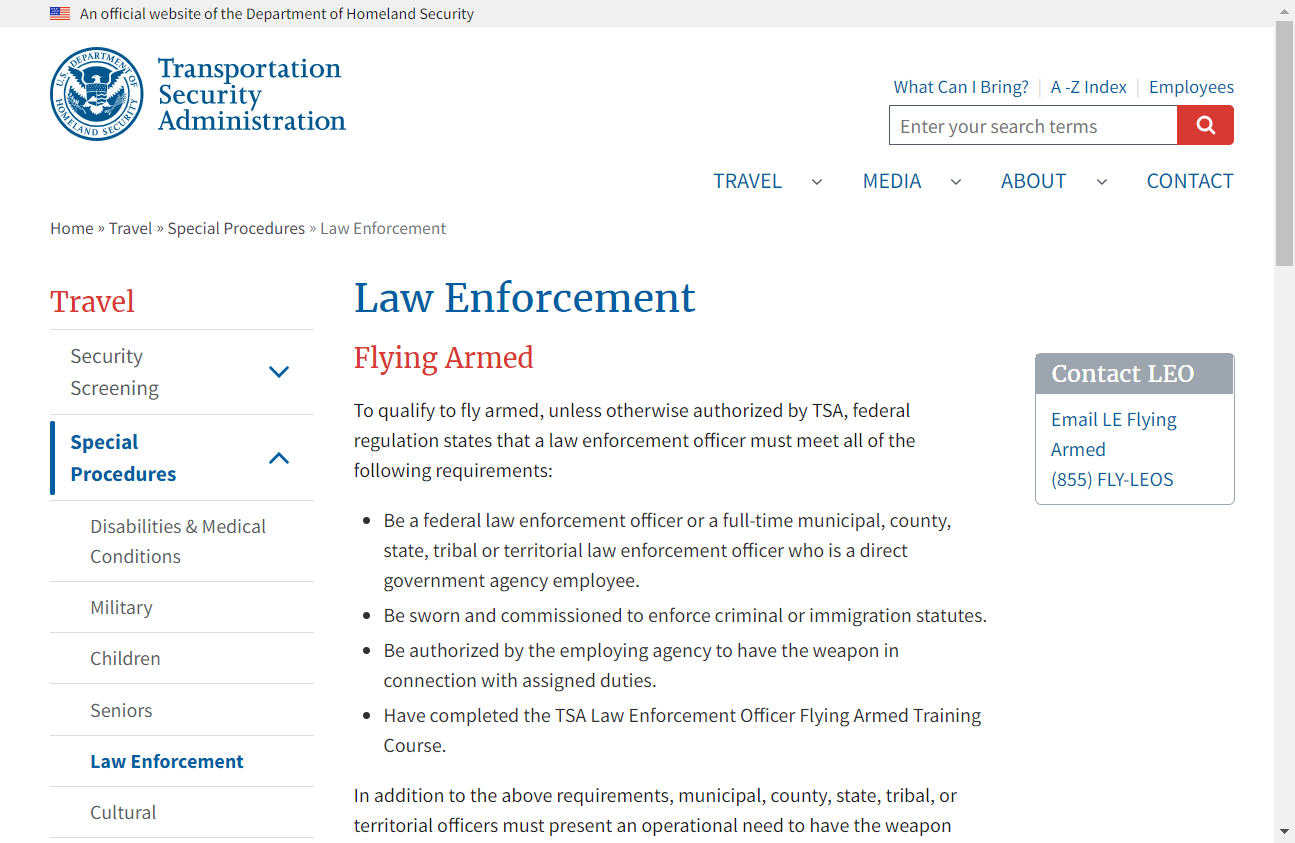 An official website of the Department of Homeland Security
U.S. DEPARTMENT OF HOMELAND SECURITY
Transportation
Security
Administration
What Can I Bring? | A -Z Index | Employees
Enter your search terms
TRAVEL MEDIA ABOUT CONTACT
Home » Travel » Special Procedures » Law Enforcement
Travel
Security
Screening
Special
Procedures
Disabilities & Medical
Conditions
Military
Children
Seniors
Law Enforcement
Cultural
Law Enforcement
Flying Armed
To qualify to fly armed, unless otherwise authorized by TSA, federal
regulation states that a law enforcement officer must meet all of the
following requirements:
• Be a federal law enforcement officer or a full-time municipal, county,
state, tribal or territorial law enforcement officer who is a direct
government agency employee.
• Be sworn and commissioned to enforce criminal or immigration statutes.
• Be authorized by the employing agency to have the weapon in
connection with assigned duties.
• Have completed the TSA Law Enforcement Officer Flying Armed Training
Course.
In addition to the above requirements, municipal, county, state, tribal, or
territorial officers must present an operational need to have the weapon
Contact LEO
Email LE Flying
Armed
(855) FLY-LEOS